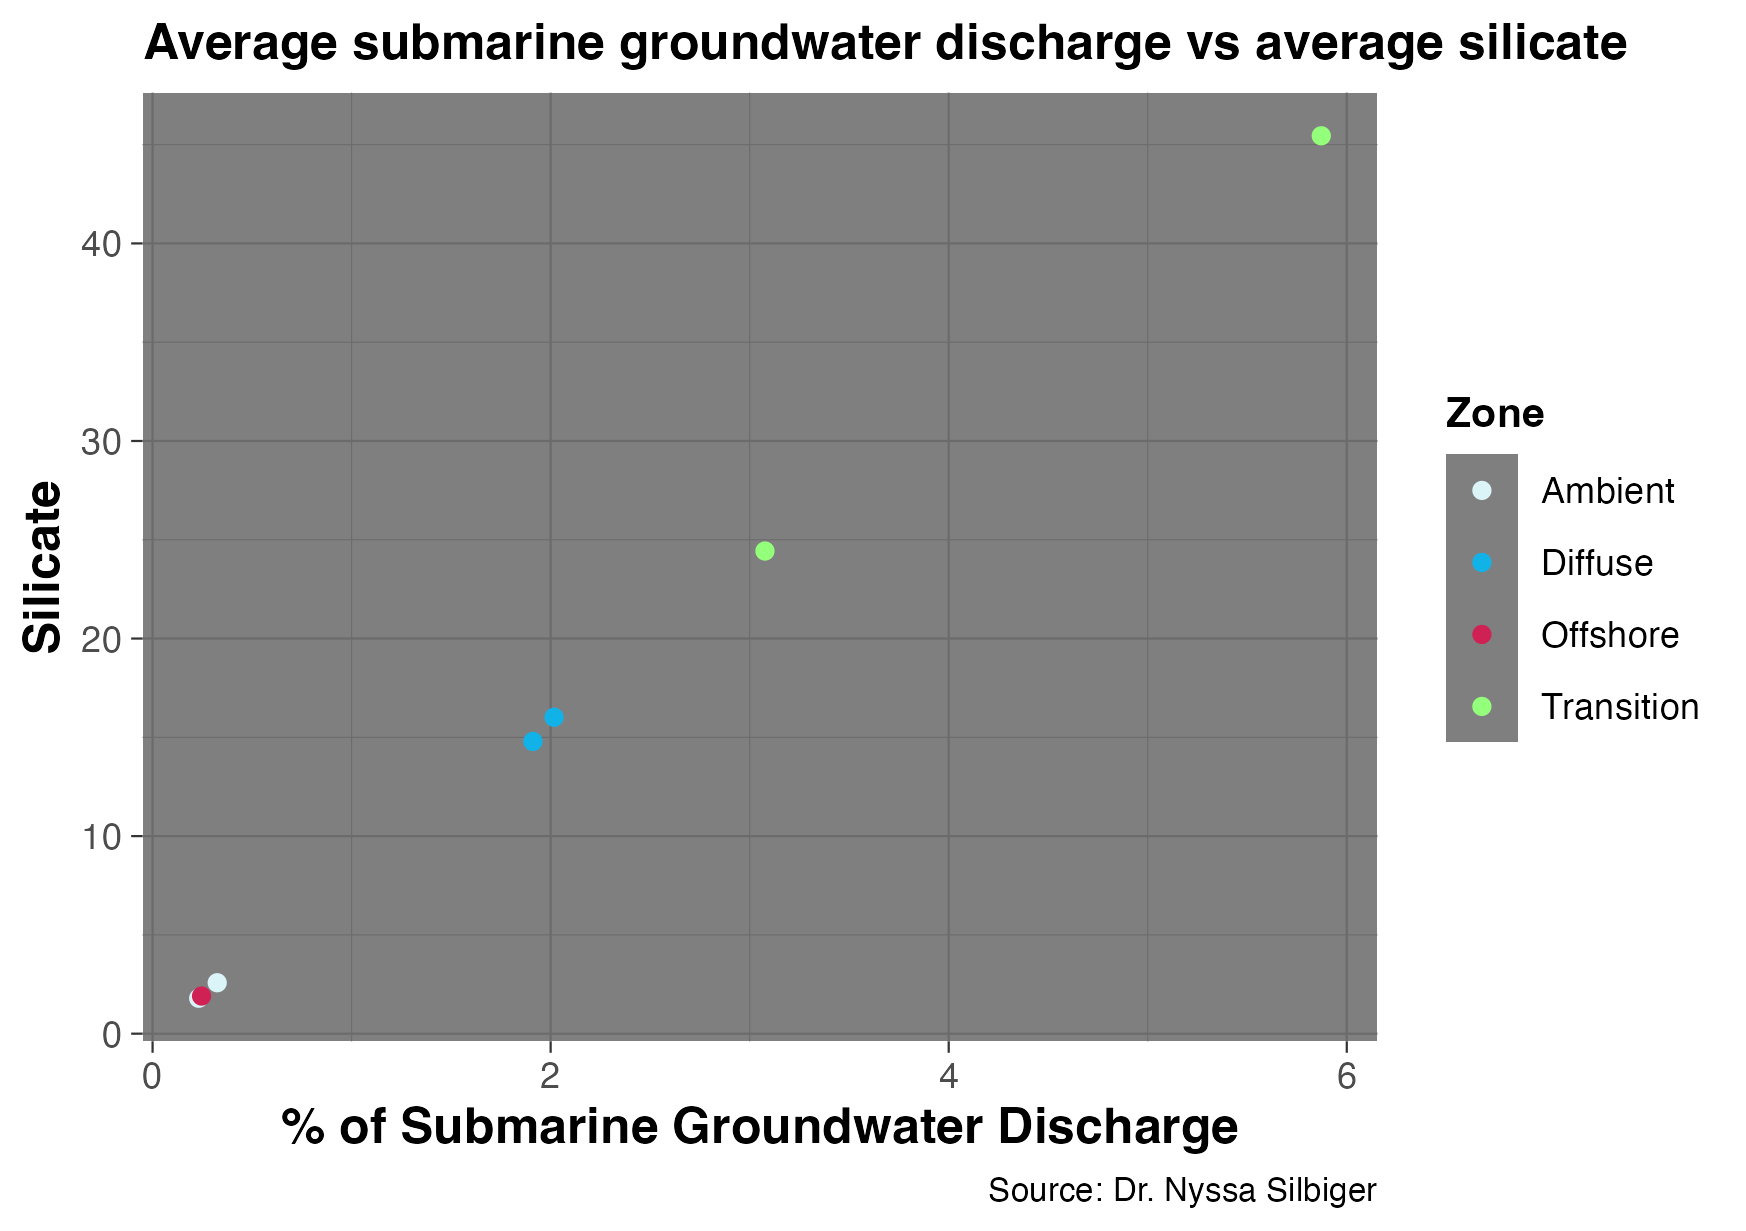 Average submarine groundwater discharge vs average silicate
Silicate
40
30
20
10
0
0 2 4 6
% of Submarine Groundwater Discharge
Zone
Ambient
Diffuse
Offshore
Transition
Source: Dr. Nyssa Silbiger